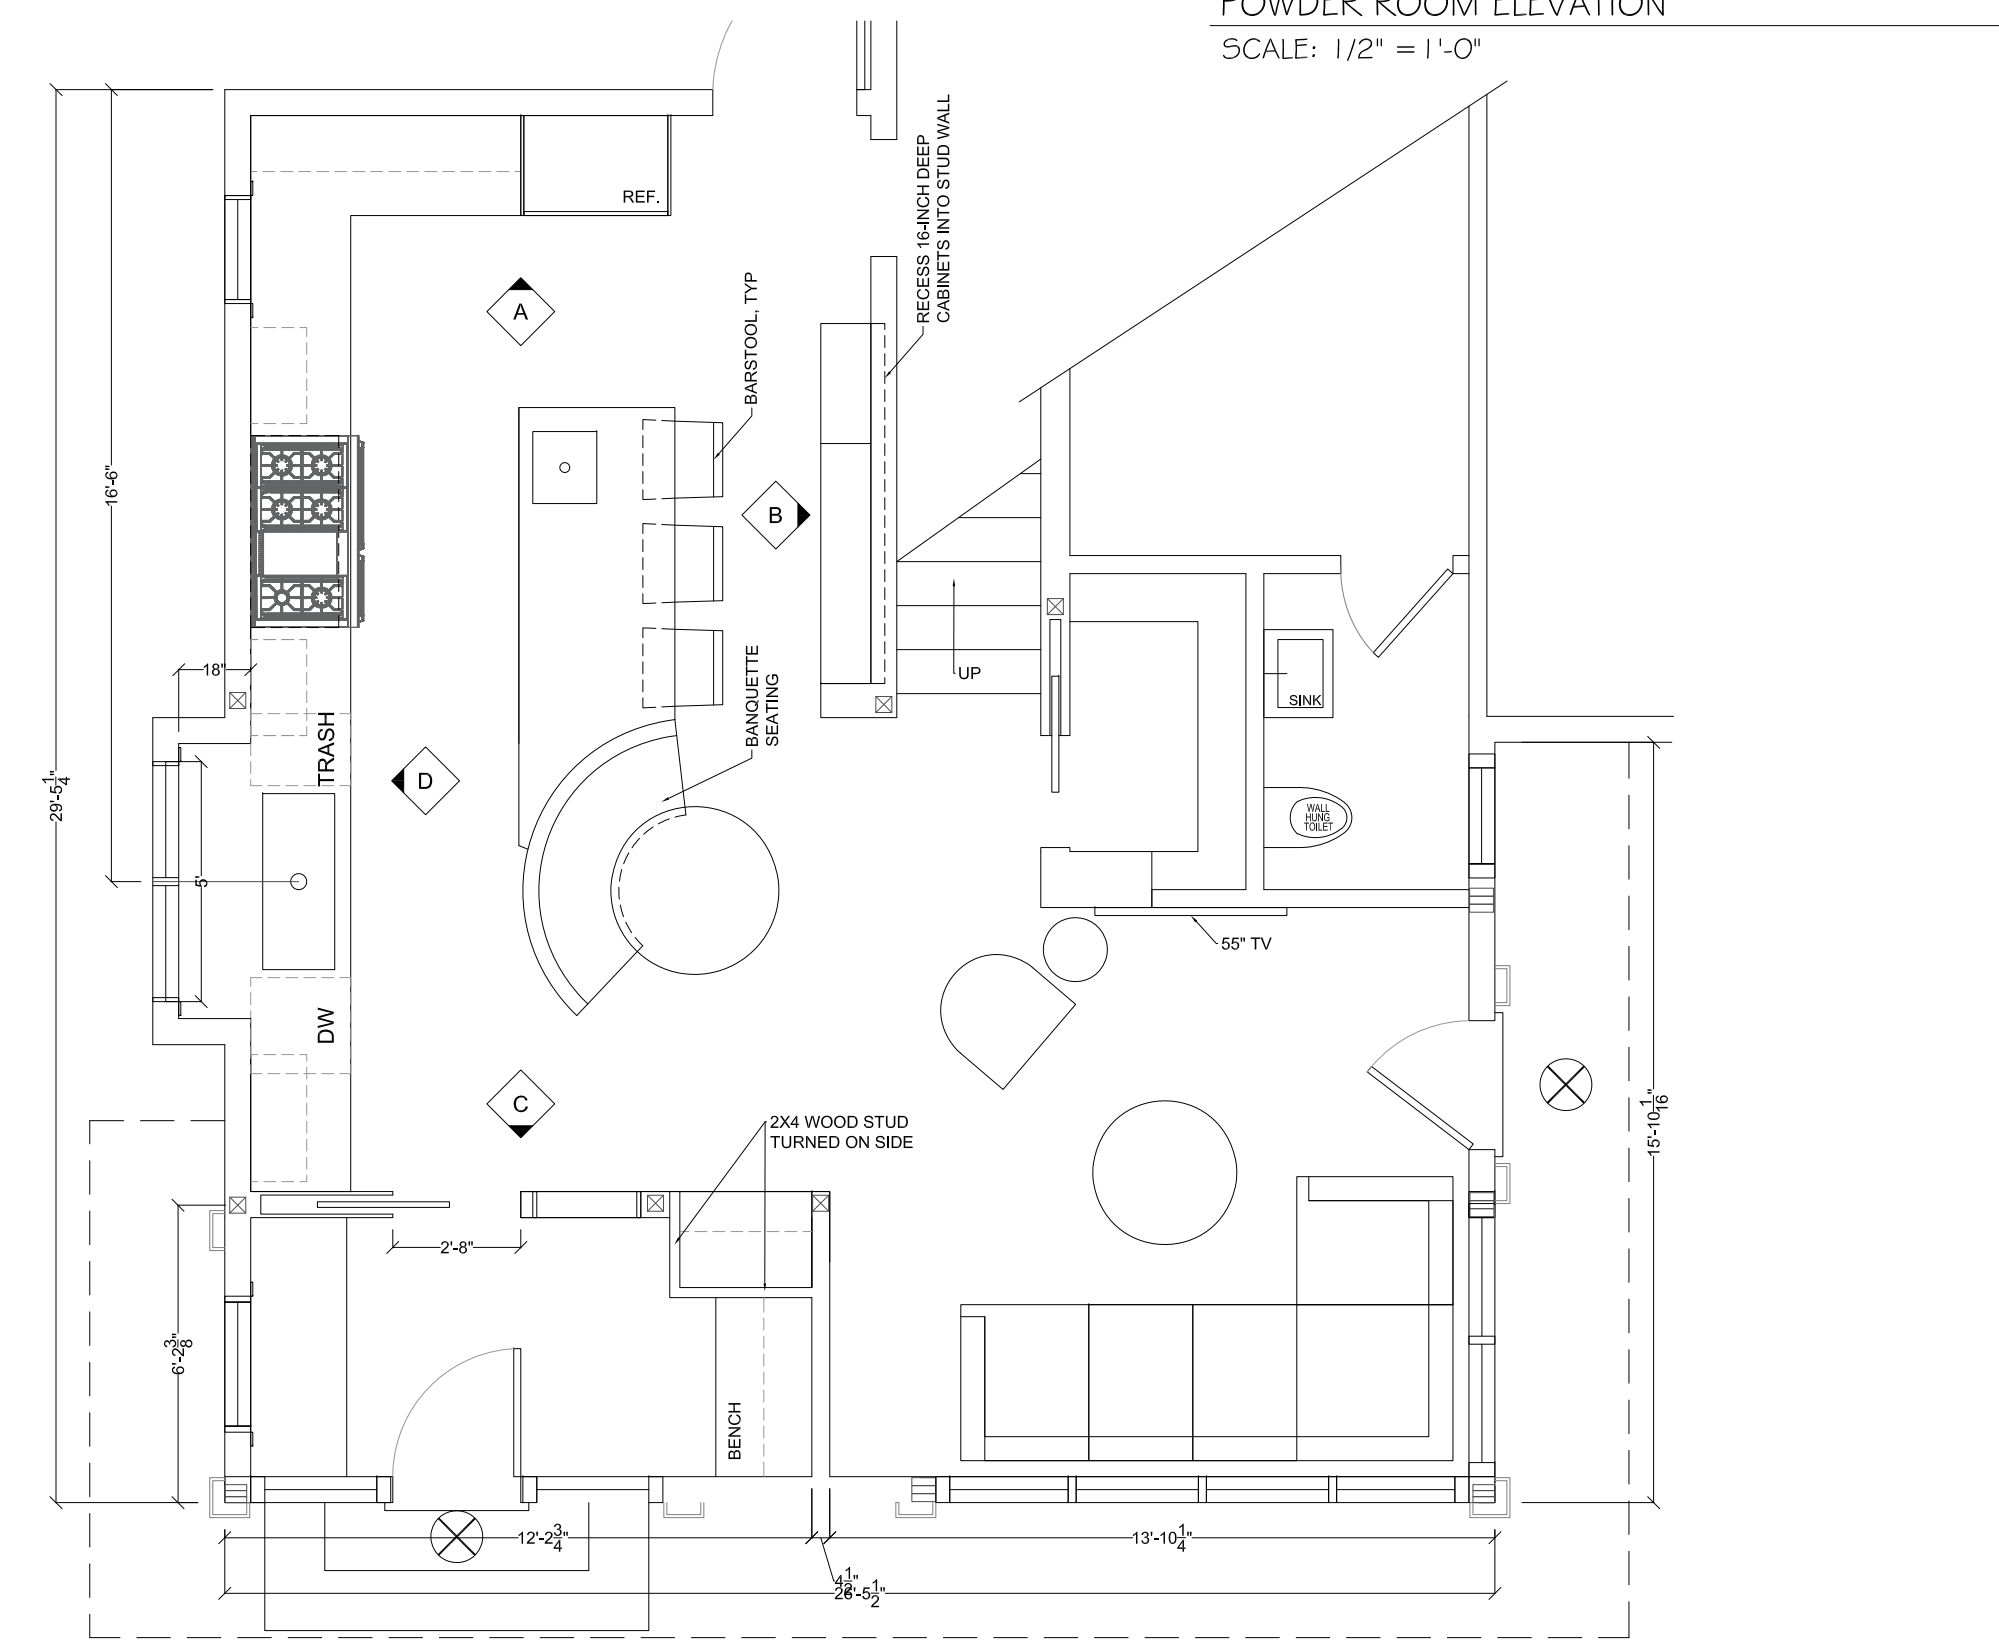 POWDER ROOM ELEVATION
SCALE: 1/2" = 1'-0"
RECESS 16-INCH DEEP
CABINETS INTO STUD WALL
REF.
A
BARSTOOL, TYP
16'-6"
B
18"
UP
BANQUETTE
SEATING
SINK
TRASH
D
29'-5 1/4"
WALL
HUNG
TOILET
5'
55" TV
DW
C
2X4 WOOD STUD
TURNED ON SIDE
15'-10 1/16"
2'-8"
6'-2 3/8"
BENCH
12'-2 3/4"
13'-10 1/4"
4 1/2"
26'-5 1/2"